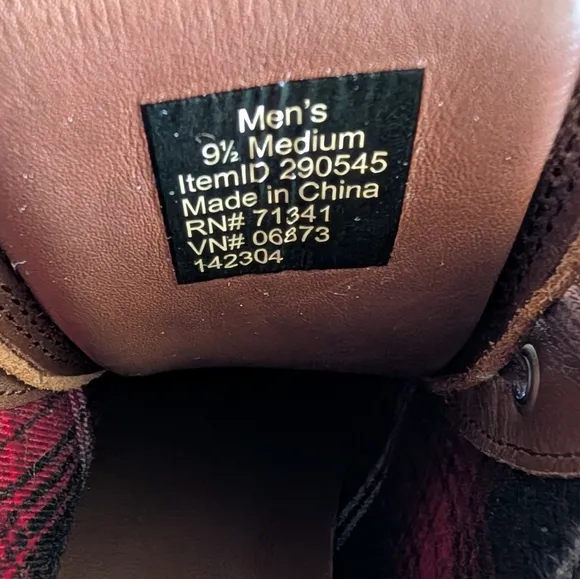 Men's
9½ Medium
ItemID 290545
Made in China
RN# 71341
VN# 06873
142304